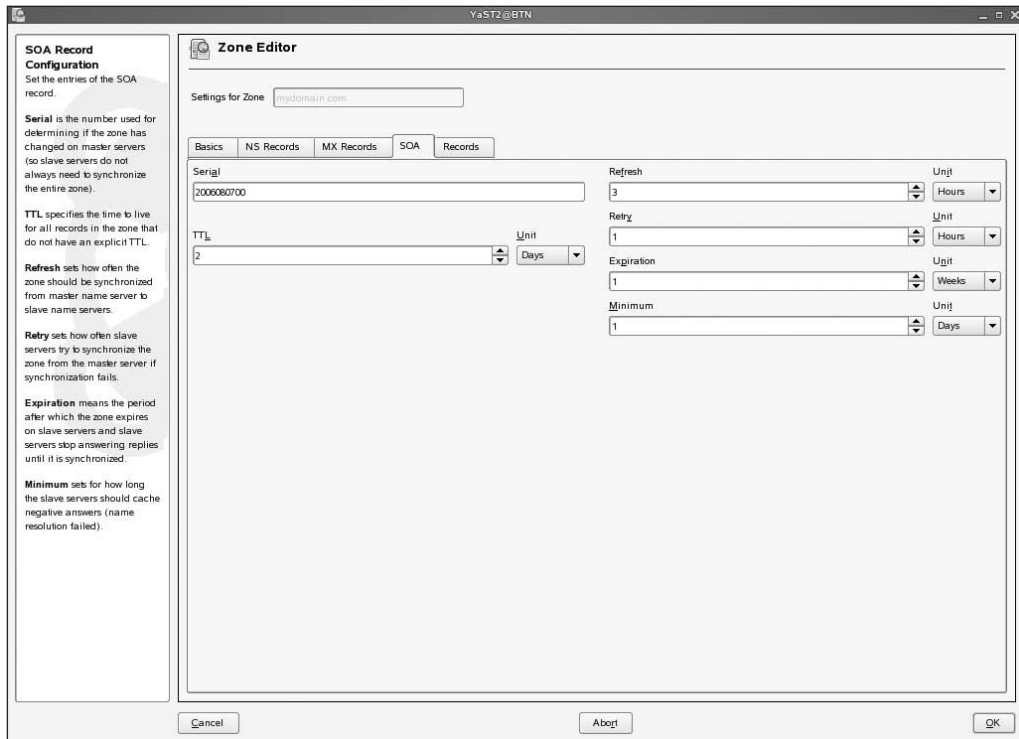 YaST2@BTN
SOA Record
Configuration
Set the entries of the SOA
record.
Serial is the number used for
determining if the zone has
changed on master servers
(so slave servers do not
always need to synchronize
the entire zone).
TTL specifies the time to live
for all records in the zone that
do not have an explicit TTL.
Refresh sets how often the
zone should be synchronized
from master name server to
slave name servers.
Retry sets how often slave
servers try to synchronize the
zone from the master server if
synchronization fails.
Expiration means the period
after which the zone expires
on slave servers and slave
servers stop answering replies
until it is synchronized.
Minimum sets for how long
the slave servers should cache
negative answers (name
resolution failed).
Zone Editor
Settings for Zone mydomain.com
Basics NS Records MX Records SOA Records
Serial
2006080700
TTL Unit
2 Days
Refresh Unit
3 Hours
Retry Unit
1 Hours
Expiration Unit
1 Weeks
Minimum Unit
1 Days
Cancel Abort OK